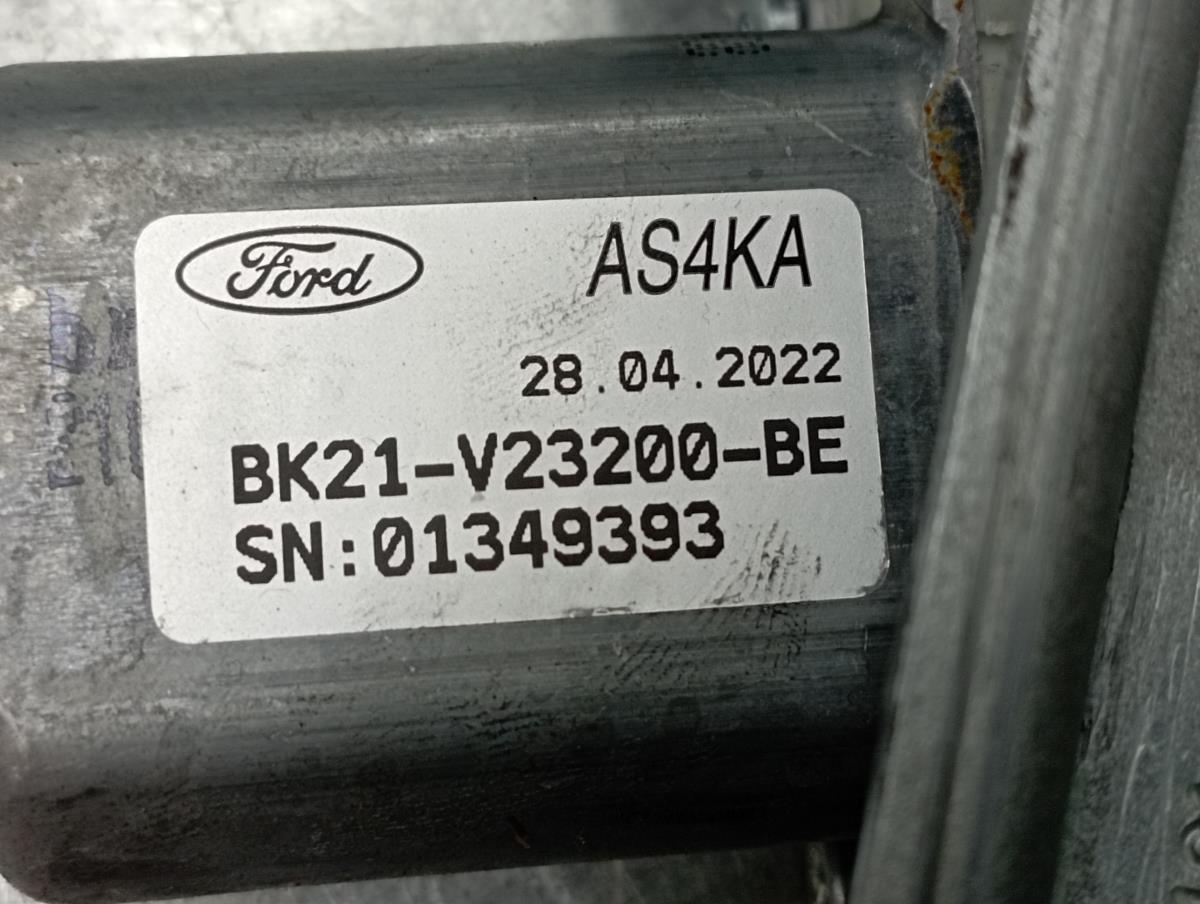 Ford
AS4KA
28.04.2022
BK21-V23200-BE
SN:01349393